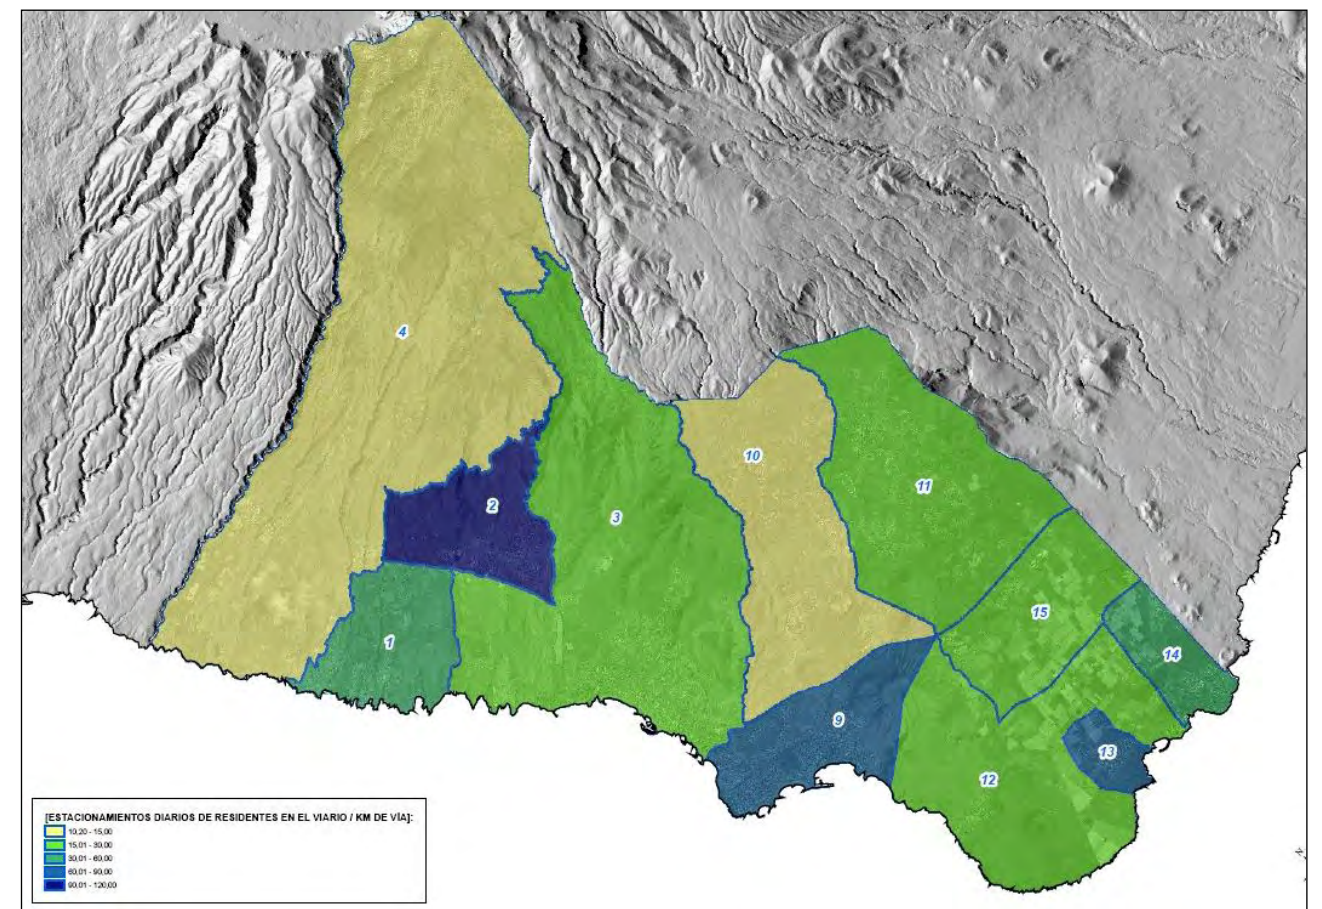 4
10
2
11
3
15
1
14
9
13
12
[ESTACIONAMIENTOS DIARIOS DE RESIDENTES EN EL VIARIO / KM DE VÍA]:
10,20 - 15,00
15,01 - 30,00
30,01 - 60,00
60,01 - 90,00
90,01 - 120,00